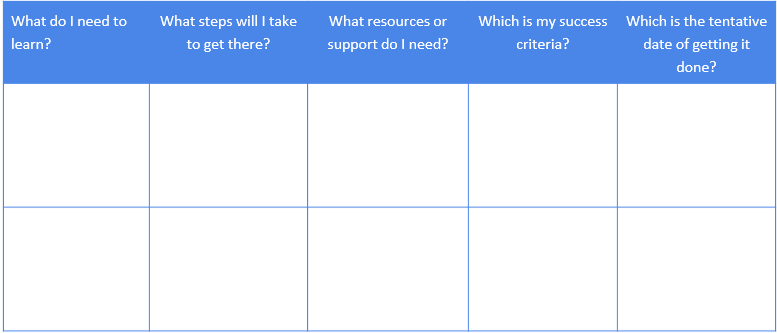 What do I need to
learn?
What steps will I take
to get there?
What resources or
support do I need?
Which is my success
criteria?
Which is the tentative
date of getting it
done?